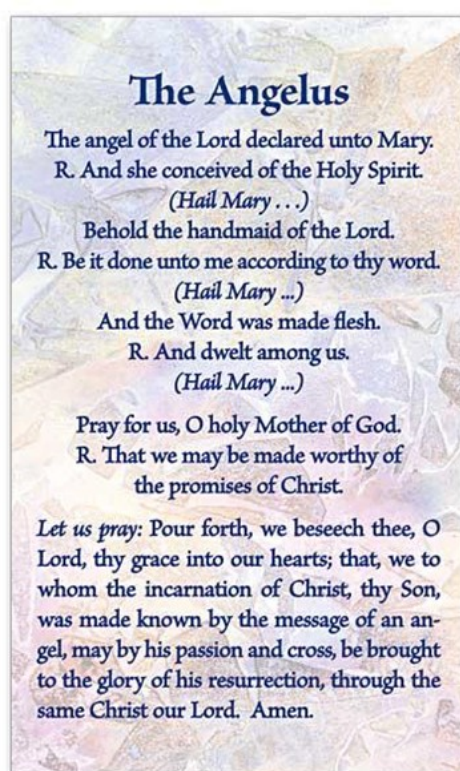 The Angelus
The angel of the Lord declared unto Mary.
R. And she conceived of the Holy Spirit.
(Hail Mary . . .)
Behold the handmaid of the Lord.
R. Be it done unto me according to thy word.
(Hail Mary ...)
And the Word was made flesh.
R. And dwelt among us.
(Hail Mary ...)
Pray for us, O holy Mother of God.
R. That we may be made worthy of
the promises of Christ.
Let us pray: Pour forth, we beseech thee, O
Lord, thy grace into our hearts; that, we to
whom the incarnation of Christ, thy Son,
was made known by the message of an an-
gel, may by his passion and cross, be brought
to the glory of his resurrection, through the
same Christ our Lord. Amen.